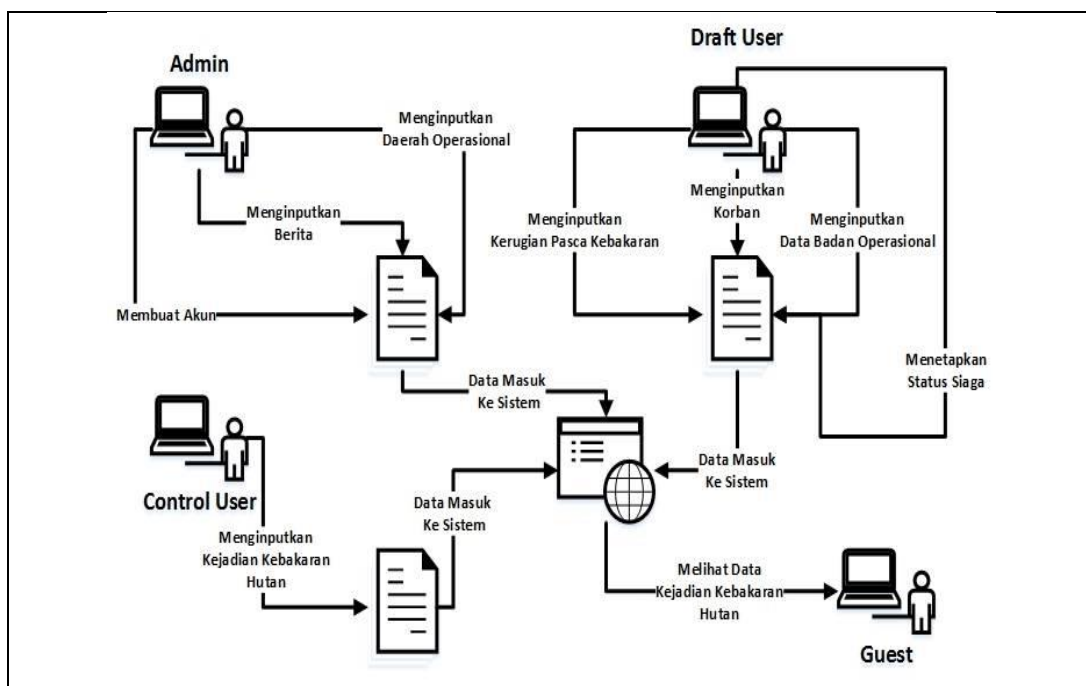 Admin
Draft User
Menginputkan
Daerah Operasional
Menginputkan
Berita
Membuat Akun
Menginputkan
Kerugian Pasca Kebakaran
Menginputkan
Korban
Menginputkan
Data Badan Operasional
Menetapkan
Status Siaga
Data Masuk
Ke Sistem
Data Masuk
Ke Sistem
Control User
Menginputkan
Kejadian Kebakaran
Hutan
Data Masuk
Ke Sistem
Melihat Data
Kejadian Kebakaran
Hutan
Guest